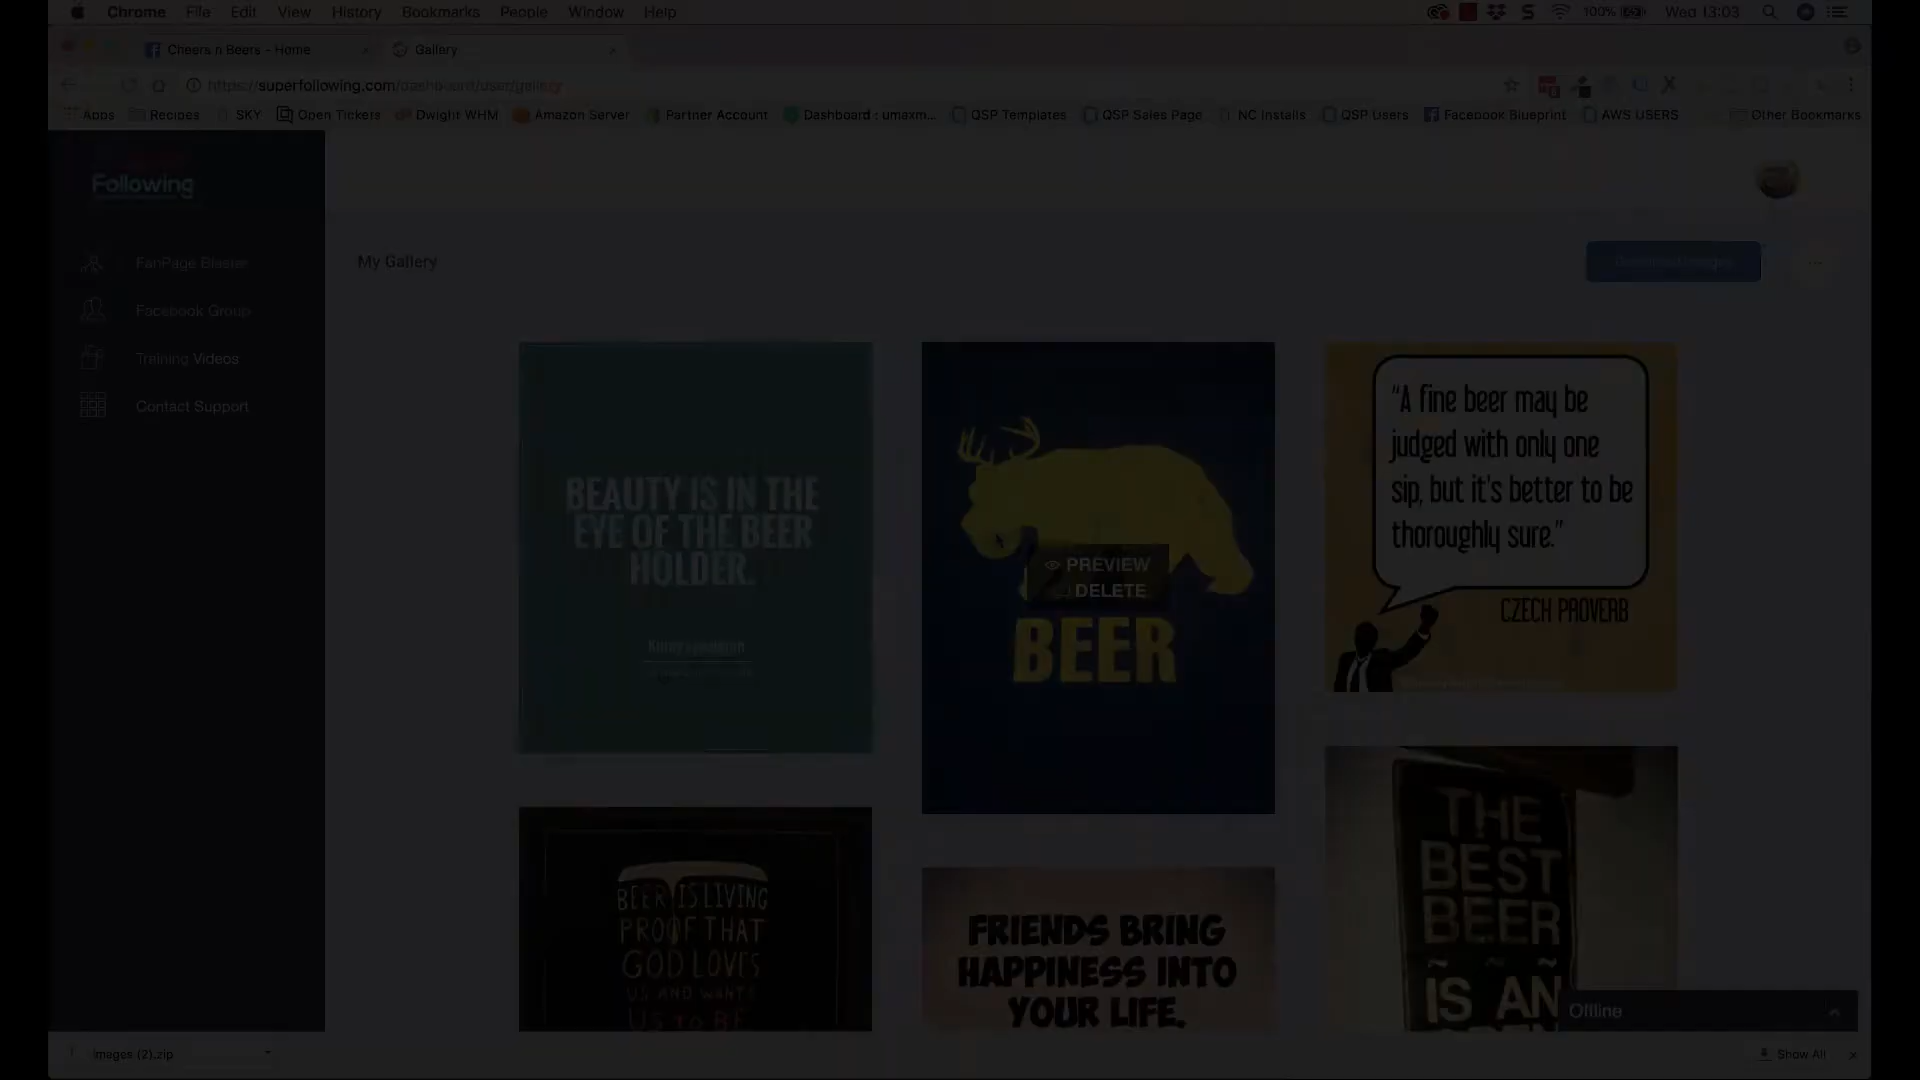 Chrome File Edit View History Bookmarks People Window Help
100% Wed 13:03
Cheers n Beers - Home
Gallery
https://superfollowing.com/dashboard/user/gallery
Apps Recipes SKY Open Tickets Dwight WHM Amazon Server Partner Account Dashboard : umaxm... QSP Templates QSP Sales Page NC Installs QSP Users Facebook Blueprint AWS USERS Other Bookmarks
Following
FanPage Blaster
Facebook Group
Training Videos
Contact Support
My Gallery
...
BEAUTY IS IN THE
EYE OF THE BEER
HOLDER.
PREVIEW
DELETE
BEER
“A fine beer may be
judged with only one
sip, but it's better to be
thoroughly sure.”
CZECH PROVERB
BEER IS LIVING
PROOF THAT
GOD LOVES
US AND WANTS
US TO BE
FRIENDS BRING
HAPPINESS INTO
YOUR LIFE.
THE
BEST
BEER
~ ~
IS AN
Offline
images (2).zip
Show All